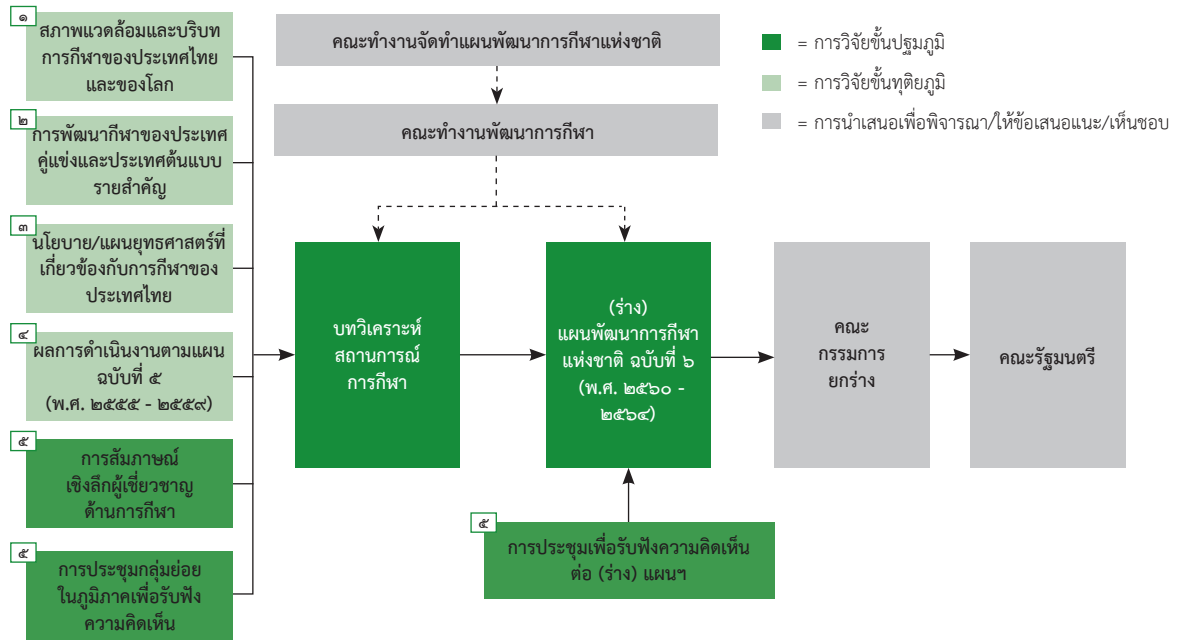 ๑
สภาพแวดล้อมและบริบท
การกีฬาของประเทศไทย
และของโลก
๒
การพัฒนากีฬาของประเทศ
คู่แข่งและประเทศต้นแบบ
รายสำคัญ
๓
นโยบาย/แผนยุทธศาสตร์ที่
เกี่ยวข้องกับการกีฬาของ
ประเทศไทย
๔
ผลการดำเนินงานตามแผน
ฉบับที่ ๕
(พ.ศ. ๒๕๕๕ - ๒๕๕๙)
๕
การสัมภาษณ์
เชิงลึกผู้เชี่ยวชาญ
ด้านการกีฬา
๕
การประชุมกลุ่มย่อย
ในภูมิภาคเพื่อรับฟัง
ความคิดเห็น
คณะทำงานจัดทำแผนพัฒนาการกีฬาแห่งชาติ
คณะทำงานพัฒนาการกีฬา
บทวิเคราะห์
สถานการณ์
การกีฬา
(ร่าง)
แผนพัฒนาการกีฬา
แห่งชาติ ฉบับที่ ๖
(พ.ศ. ๒๕๖๐ -
๒๕๖๔)
๕
การประชุมเพื่อรับฟังความคิดเห็น
ต่อ (ร่าง) แผนฯ
คณะ
กรรมการ
ยกร่าง
คณะรัฐมนตรี
= การวิจัยขั้นปฐมภูมิ
= การวิจัยขั้นทุติยภูมิ
= การนำเสนอเพื่อพิจารณา/ให้ข้อเสนอแนะ/เห็นชอบ